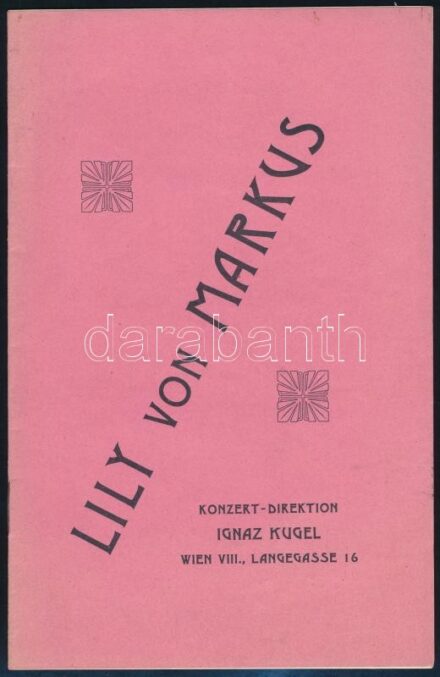 LILY VON MARKUS
darabanth
KONZERT-DIREKTION
IGNAZ KUGEL
WIEN VIII., LANGEGASSE 16